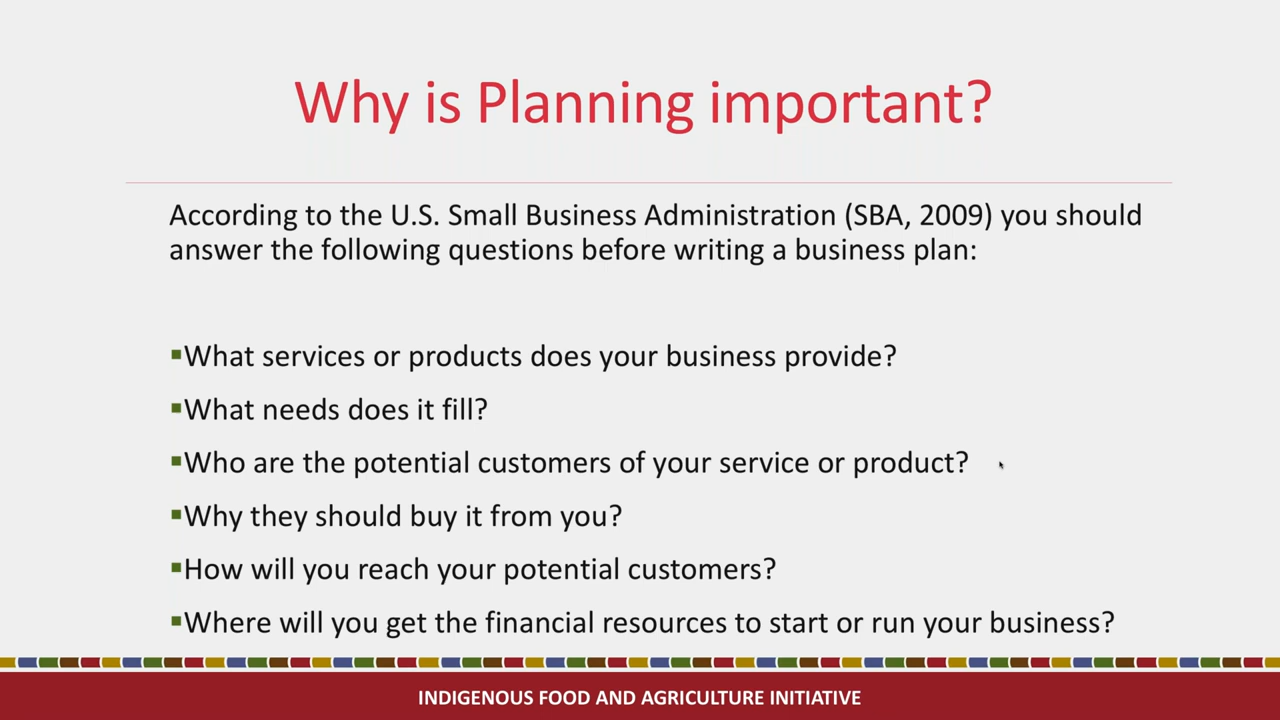 Why is Planning important?
According to the U.S. Small Business Administration (SBA, 2009) you should
answer the following questions before writing a business plan:
▪What services or products does your business provide?
▪What needs does it fill?
▪Who are the potential customers of your service or product?
▪Why they should buy it from you?
▪How will you reach your potential customers?
▪Where will you get the financial resources to start or run your business?
INDIGENOUS FOOD AND AGRICULTURE INITIATIVE